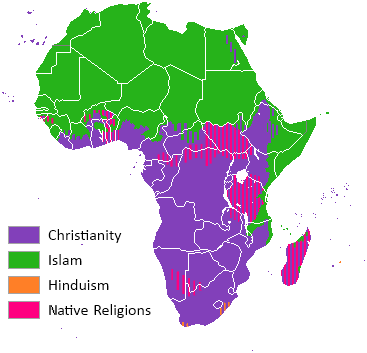 Christianity
Islam
Hinduism
Native Religions